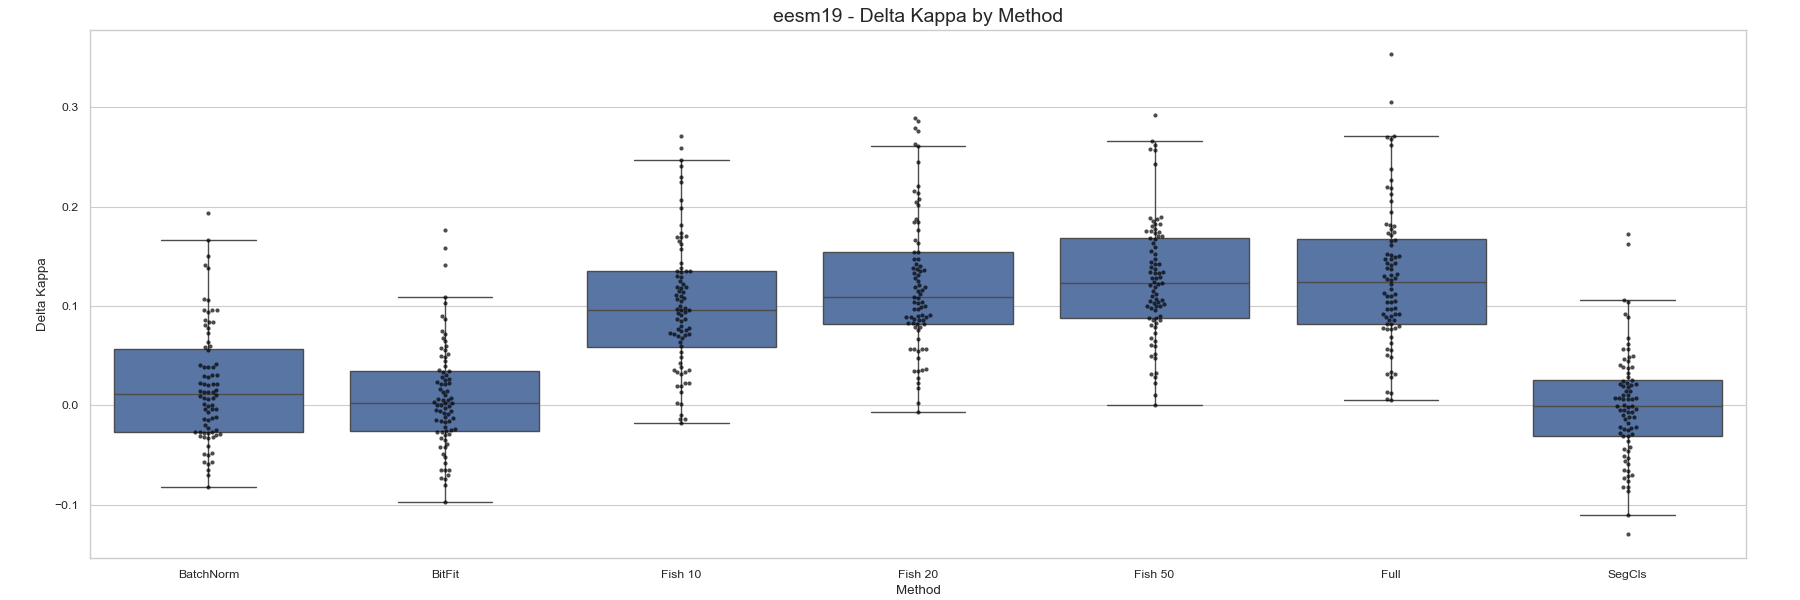 eesm19 - Delta Kappa by Method
Delta Kappa
0.3
0.2
0.1
0.0
−0.1
BatchNorm
BitFit
Fish 10
Fish 20
Fish 50
Full
SegCls
Method